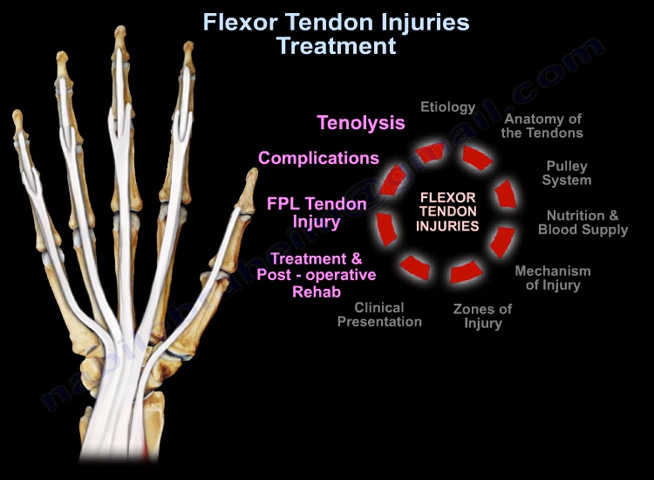 Flexor Tendon Injuries
Treatment
Etiology
Tenolysis
Anatomy of
the Tendons
Complications
Pulley
System
FPL Tendon
Injury
FLEXOR
TENDON
INJURIES
Nutrition &
Blood Supply
Treatment &
Post - operative
Rehab
Mechanism
of Injury
Clinical
Presentation
Zones of
Injury